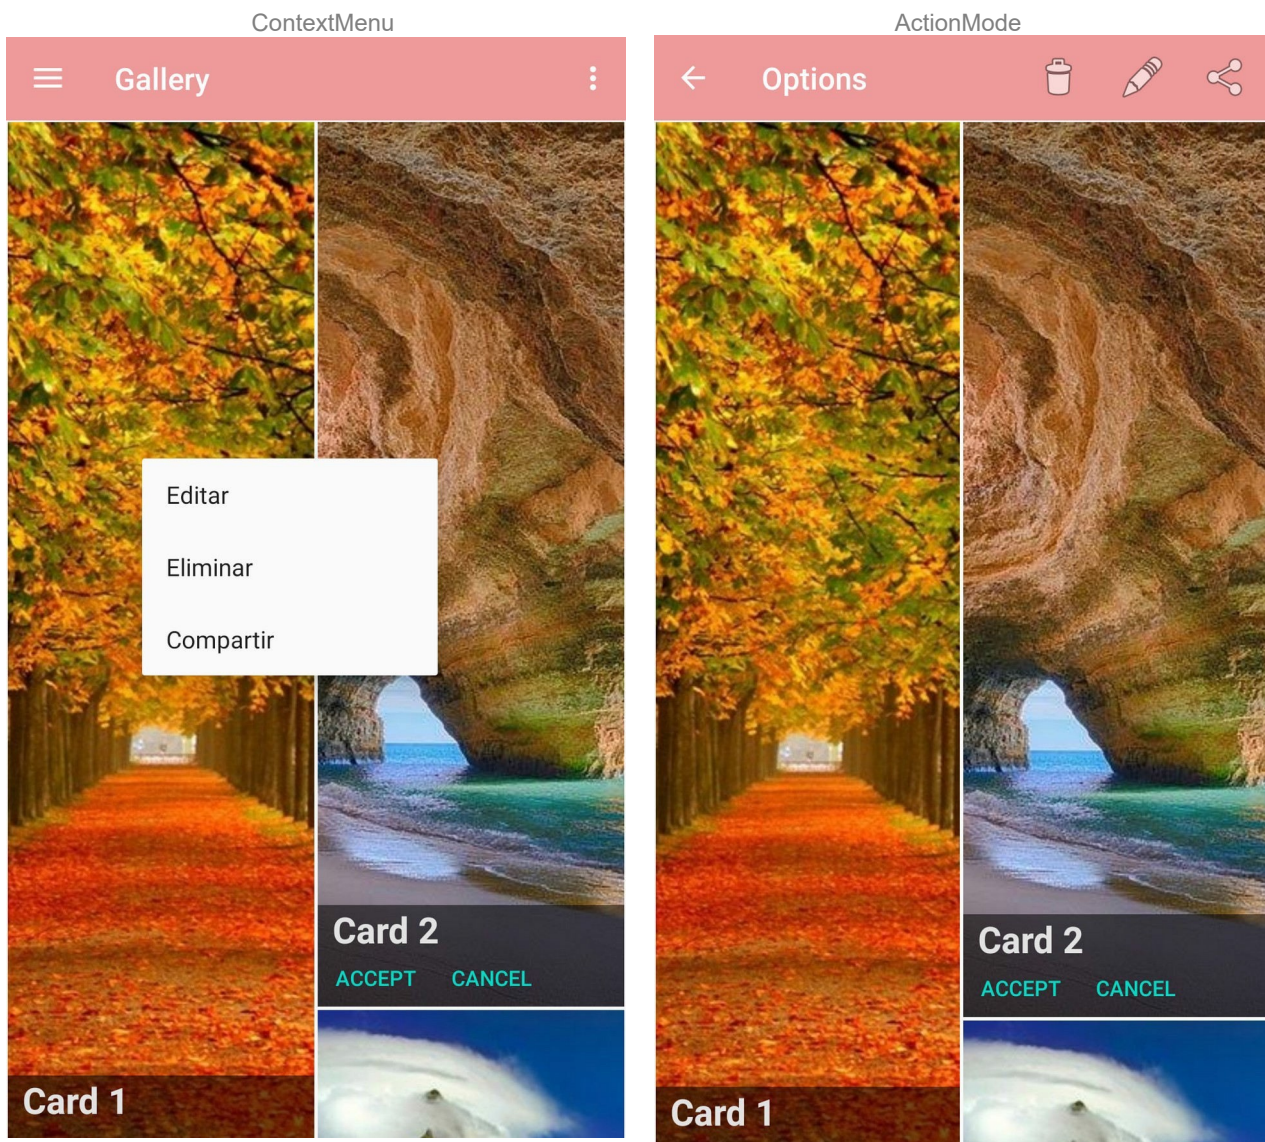 ContextMenu
Gallery
Editar
Eliminar
Compartir
Card 2
ACCEPT CANCEL
Card 1
ActionMode
Options
Card 2
ACCEPT CANCEL
Card 1